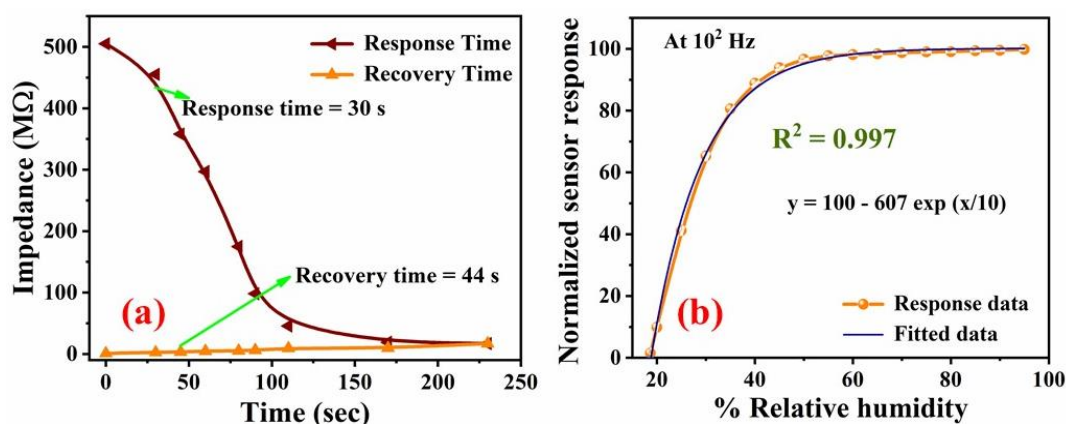 Impedance (MΩ)
500
400
300
200
100
0
Response Time
Recovery Time
Response time = 30 s
Recovery time = 44 s
(a)
0 50 100 150 200 250
Time (sec)
Normalized sensor response
100
80
60
40
20
0
At 10² Hz
R² = 0.997
y = 100 - 607 exp (x/10)
(b)
Response data
Fitted data
20 40 60 80 100
% Relative humidity